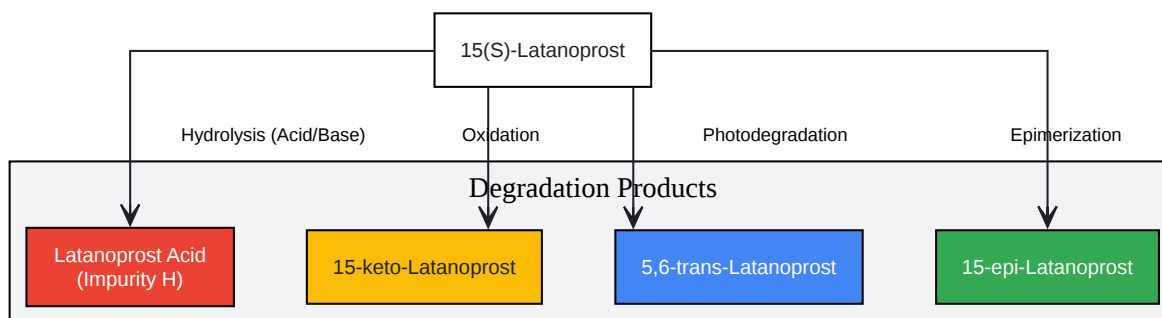 15(S)-Latanoprost
Hydrolysis (Acid/Base)
Oxidation
Photodegradation
Epimerization
Degradation Products
Latanoprost Acid
(Impurity H)
15-keto-Latanoprost
5,6-trans-Latanoprost
15-epi-Latanoprost